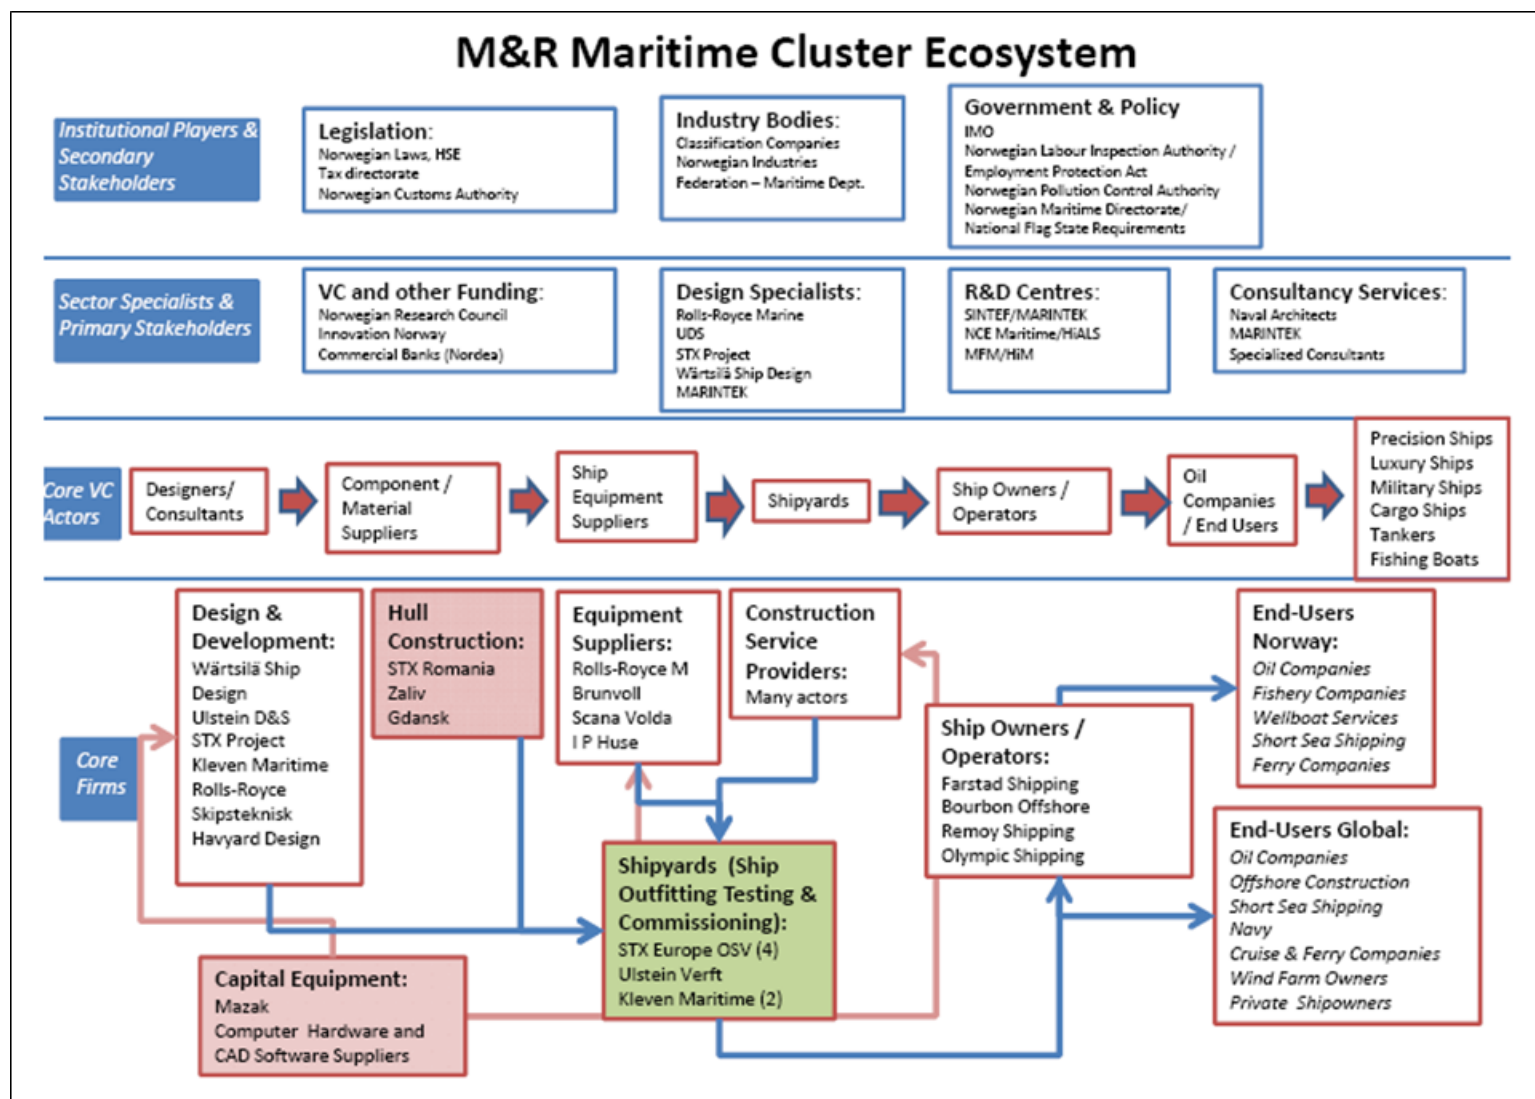 M&R Maritime Cluster Ecosystem
Institutional Players &
Secondary
Stakeholders
Legislation:
Norwegian Laws, HSE
Tax directorate
Norwegian Customs Authority
Industry Bodies:
Classification Companies
Norwegian Industries
Federation – Maritime Dept.
Government & Policy
IMO
Norwegian Labour Inspection Authority /
Employment Protection Act
Norwegian Pollution Control Authority
Norwegian Maritime Directorate/
National Flag State Requirements
Sector Specialists &
Primary Stakeholders
VC and other Funding:
Norwegian Research Council
Innovation Norway
Commercial Banks (Nordea)
Design Specialists:
Rolls-Royce Marine
UDS
STX Project
Wärtsilä Ship Design
MARINTEK
R&D Centres:
SINTEF/MARINTEK
NCE Maritime/HiALS
MFM/HiM
Consultancy Services:
Naval Architects
MARINTEK
Specialized Consultants
Core VC
Actors
Designers/
Consultants
Component /
Material
Suppliers
Ship
Equipment
Suppliers
Shipyards
Ship Owners /
Operators
Oil
Companies
/ End Users
Precision Ships
Luxury Ships
Military Ships
Cargo Ships
Tankers
Fishing Boats
Core
Firms
Design &
Development:
Wärtsilä Ship
Design
Ulstein D&S
STX Project
Kleven Maritime
Rolls-Royce
Skipsteknisk
Havyard Design
Hull
Construction:
STX Romania
Zaliv
Gdansk
Equipment
Suppliers:
Rolls-Royce M
Brunvoll
Scana Volda
I P Huse
Construction
Service
Providers:
Many actors
Ship Owners /
Operators:
Farstad Shipping
Bourbon Offshore
Remoy Shipping
Olympic Shipping
End-Users
Norway:
Oil Companies
Fishery Companies
Wellboat Services
Short Sea Shipping
Ferry Companies
End-Users Global:
Oil Companies
Offshore Construction
Short Sea Shipping
Navy
Cruise & Ferry Companies
Wind Farm Owners
Private Shipowners
Shipyards (Ship
Outfitting Testing &
Commissioning):
STX Europe OSV (4)
Ulstein Verft
Kleven Maritime (2)
Capital Equipment:
Mazak
Computer Hardware and
CAD Software Suppliers